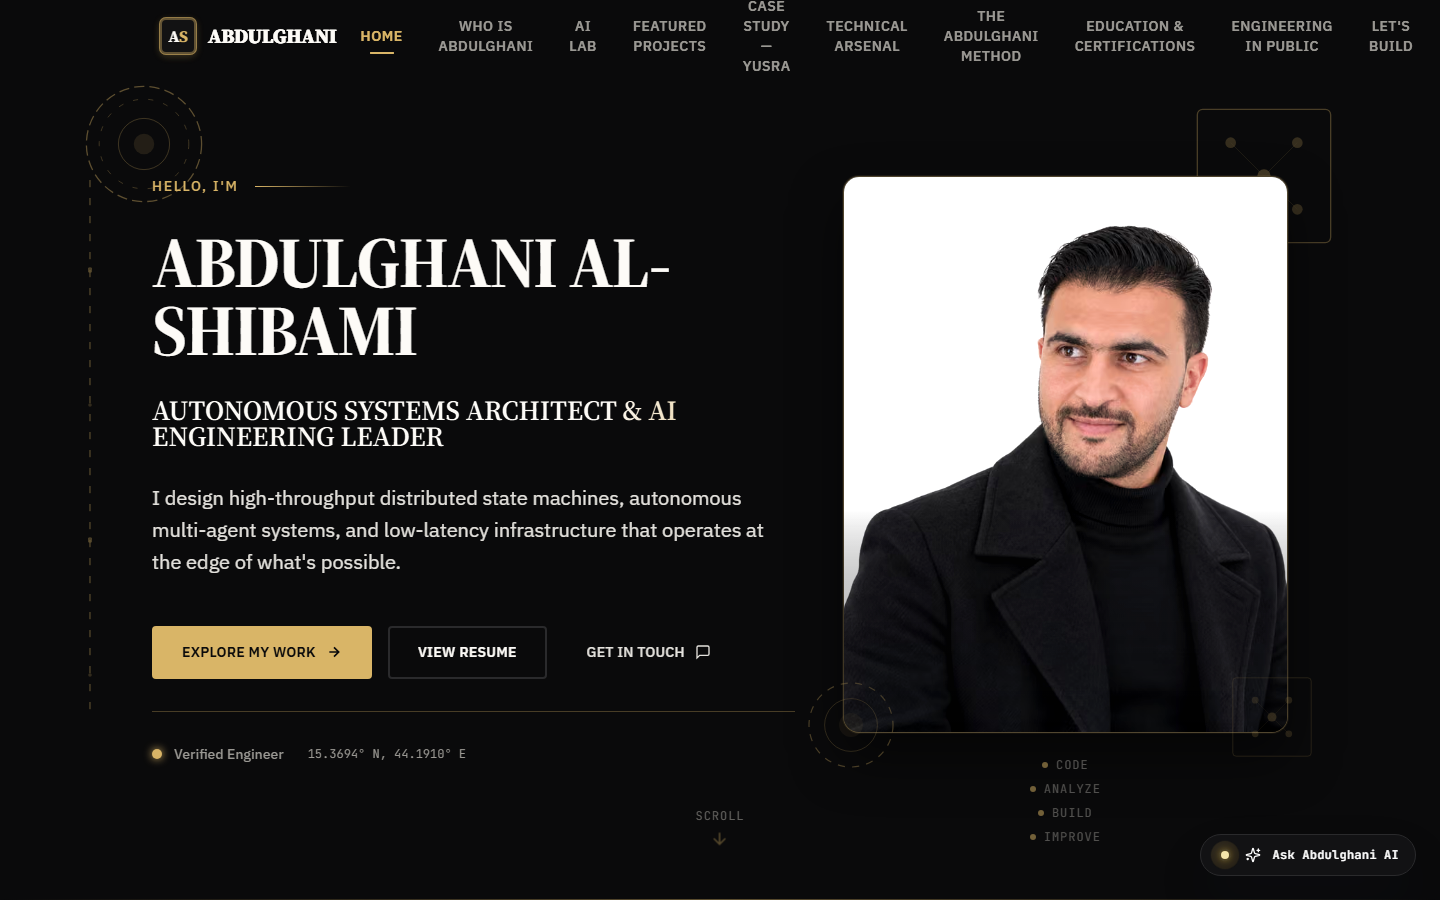 AS ABDULGHANI
HOME
WHO IS
ABDULGHANI
AI
LAB
FEATURED
PROJECTS
CASE
STUDY
—
YUSRA
TECHNICAL
ARSENAL
THE
ABDULGHANI
METHOD
EDUCATION &
CERTIFICATIONS
ENGINEERING
IN PUBLIC
LET'S
BUILD
HELLO, I'M
ABDULGHANI AL-
SHIBAMI
AUTONOMOUS SYSTEMS ARCHITECT & AI
ENGINEERING LEADER
I design high-throughput distributed state machines, autonomous
multi-agent systems, and low-latency infrastructure that operates at
the edge of what's possible.
EXPLORE MY WORK
VIEW RESUME
GET IN TOUCH
Verified Engineer
15.3694° N, 44.1910° E
SCROLL
CODE
ANALYZE
BUILD
IMPROVE
Ask Abdulghani AI